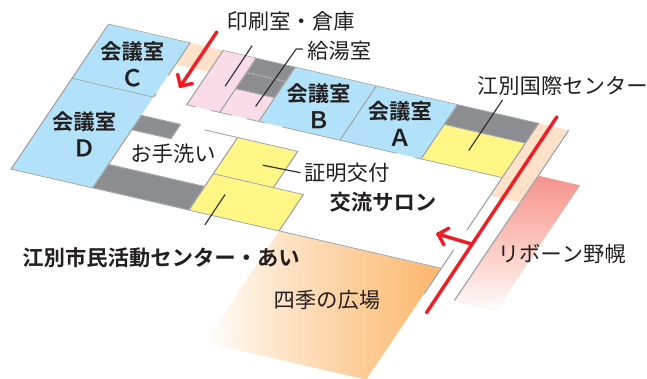 印刷室・倉庫
給湯室
会議室
C
会議室
B
会議室
A
江別国際センター
会議室
D
お手洗い
証明交付
交流サロン
江別市民活動センター・あい
リボーン野幌
四季の広場